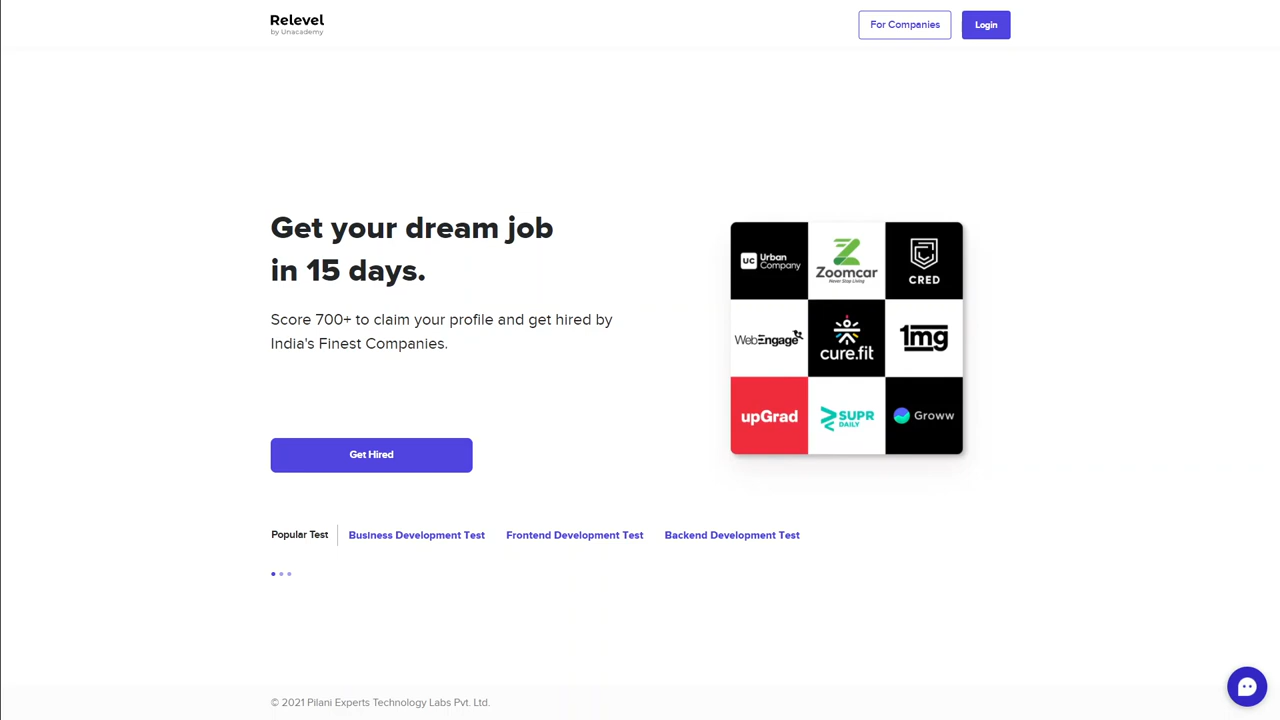 Relevel
by Unacademy
For Companies
Login
Get your dream job
in 15 days.
Score 700+ to claim your profile and get hired by
India's Finest Companies.
UC Urban
Company
Zoomcar
Never Stop Living
CRED
WebEngage
cure.fit
1mg
upGrad
SUPR
DAILY
Groww
Get Hired
Popular Test
Business Development Test
Frontend Development Test
Backend Development Test
© 2021 Pilani Experts Technology Labs Pvt. Ltd.